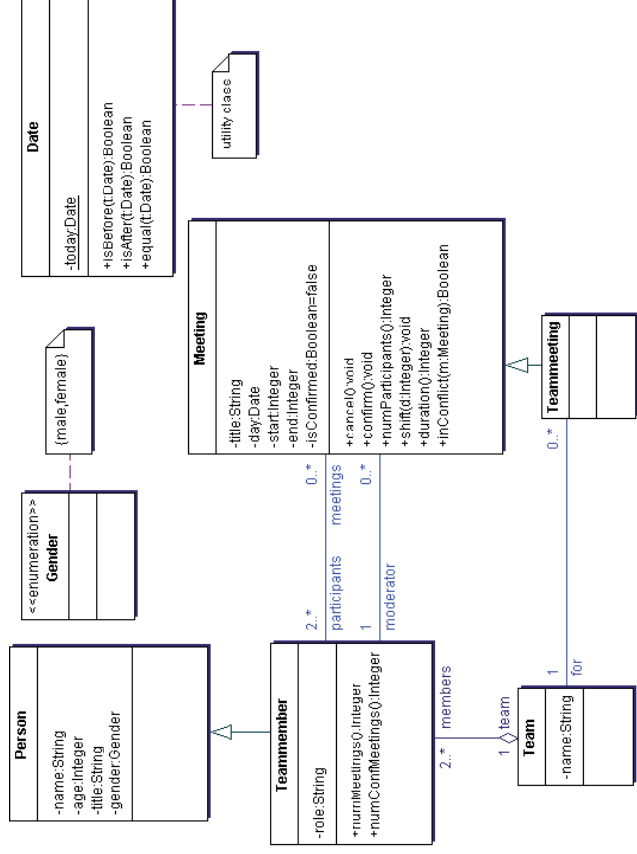 Person
-name:String
-age:Integer
-title:String
-gender:Gender
<<enumeration>>
Gender
{male,female}
Date
-today:Date
+isBefore(t:Date):Boolean
+isAfter(t:Date):Boolean
+equal(t:Date):Boolean
utility class
Teammember
-role:String
+numMeetings():Integer
+numConfMeetings():Integer
2..*
participants
0..*
meetings
1
moderator
0..*
Meeting
-title:String
-day:Date
-start:Integer
-end:Integer
-isConfirmed:Boolean=false
+cancel():void
+confirm():void
+numParticipants():Integer
+shift(d:Integer):void
+duration():Integer
+inConflict(m:Meeting):Boolean
2..*
members
1
team
Team
-name:String
1
for
0..*
Teammeeting